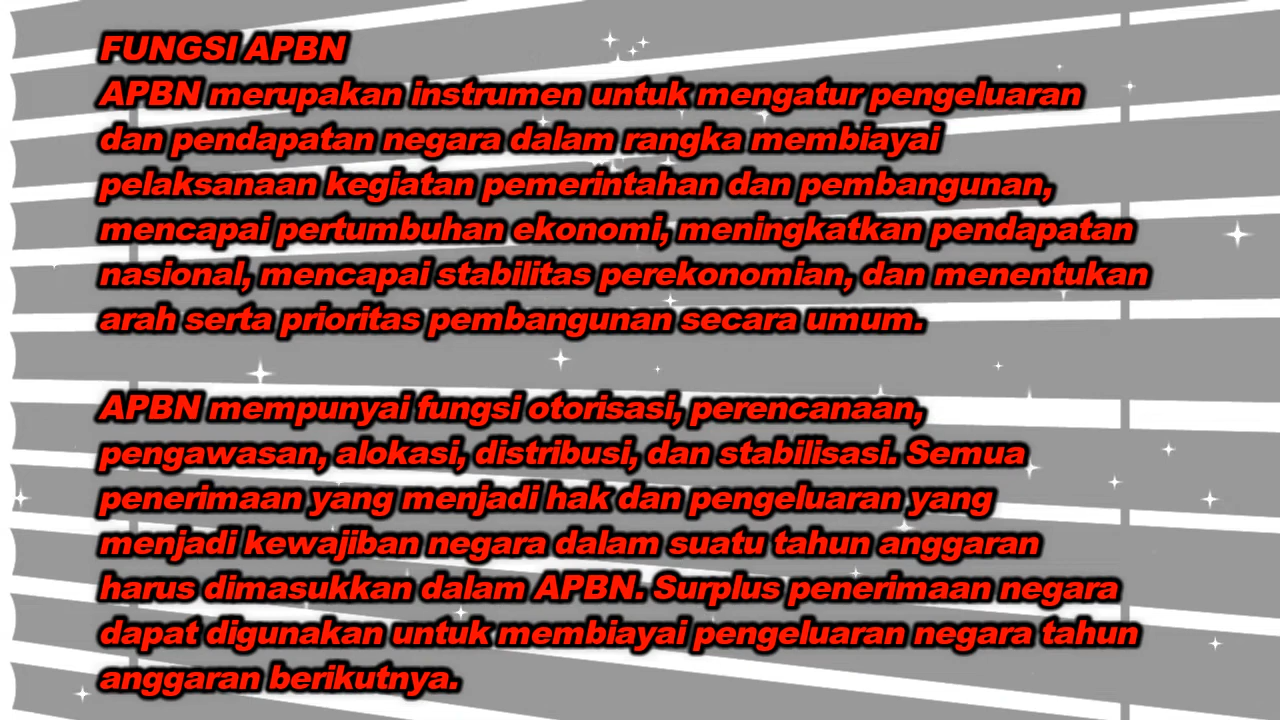 FUNGSI APBN
APBN merupakan instrumen untuk mengatur pengeluaran
dan pendapatan negara dalam rangka membiayai
pelaksanaan kegiatan pemerintahan dan pembangunan,
mencapai pertumbuhan ekonomi, meningkatkan pendapatan
nasional, mencapai stabilitas perekonomian, dan menentukan
arah serta prioritas pembangunan secara umum.
APBN mempunyai fungsi otorisasi, perencanaan,
pengawasan, alokasi, distribusi, dan stabilisasi. Semua
penerimaan yang menjadi hak dan pengeluaran yang
menjadi kewajiban negara dalam suatu tahun anggaran
harus dimasukkan dalam APBN. Surplus penerimaan negara
dapat digunakan untuk membiayai pengeluaran negara tahun
anggaran berikutnya.